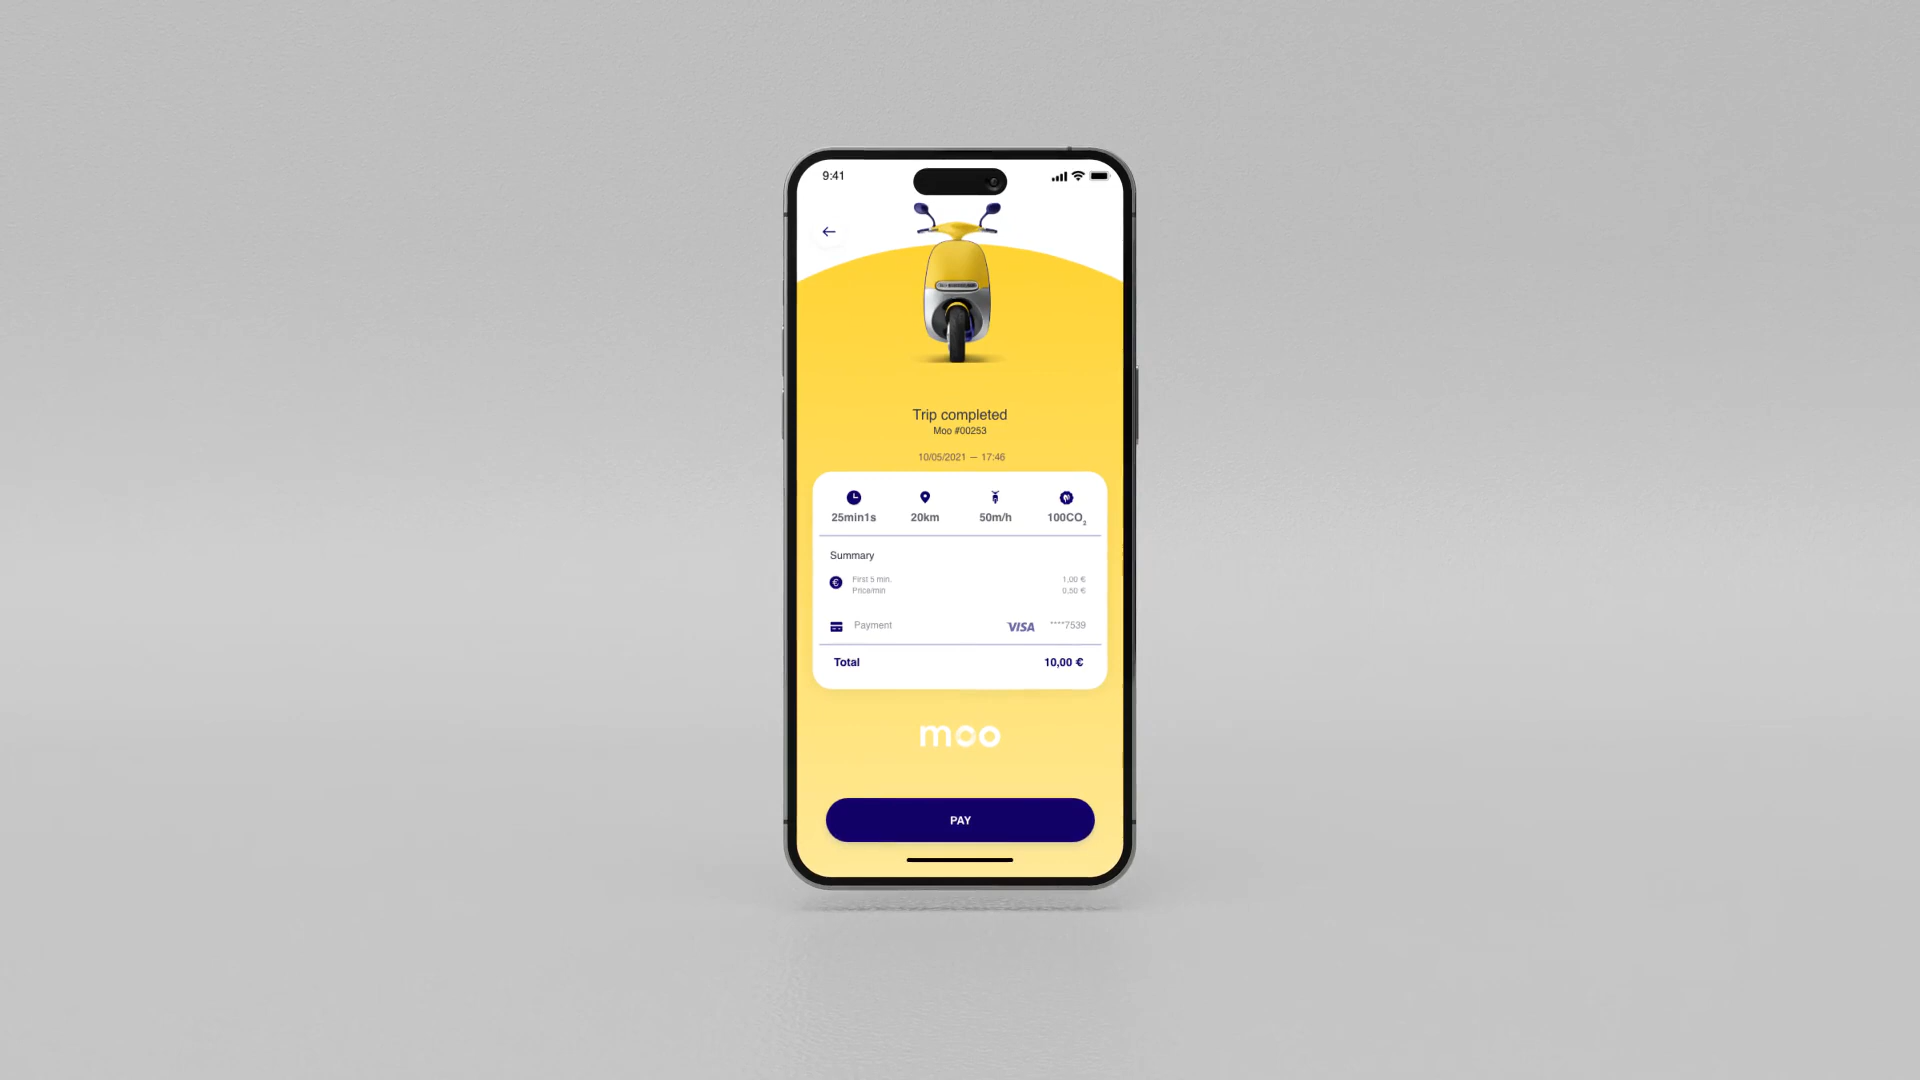 9:41
Trip completed
Moo #00253
10/05/2021 — 17:46
25min1s 20km 50m/h 100CO₂
Summary
€ First 5 min. 1,00 €
Price/min 0,50 €
Payment VISA ****7539
Total 10,00 €
moo
PAY